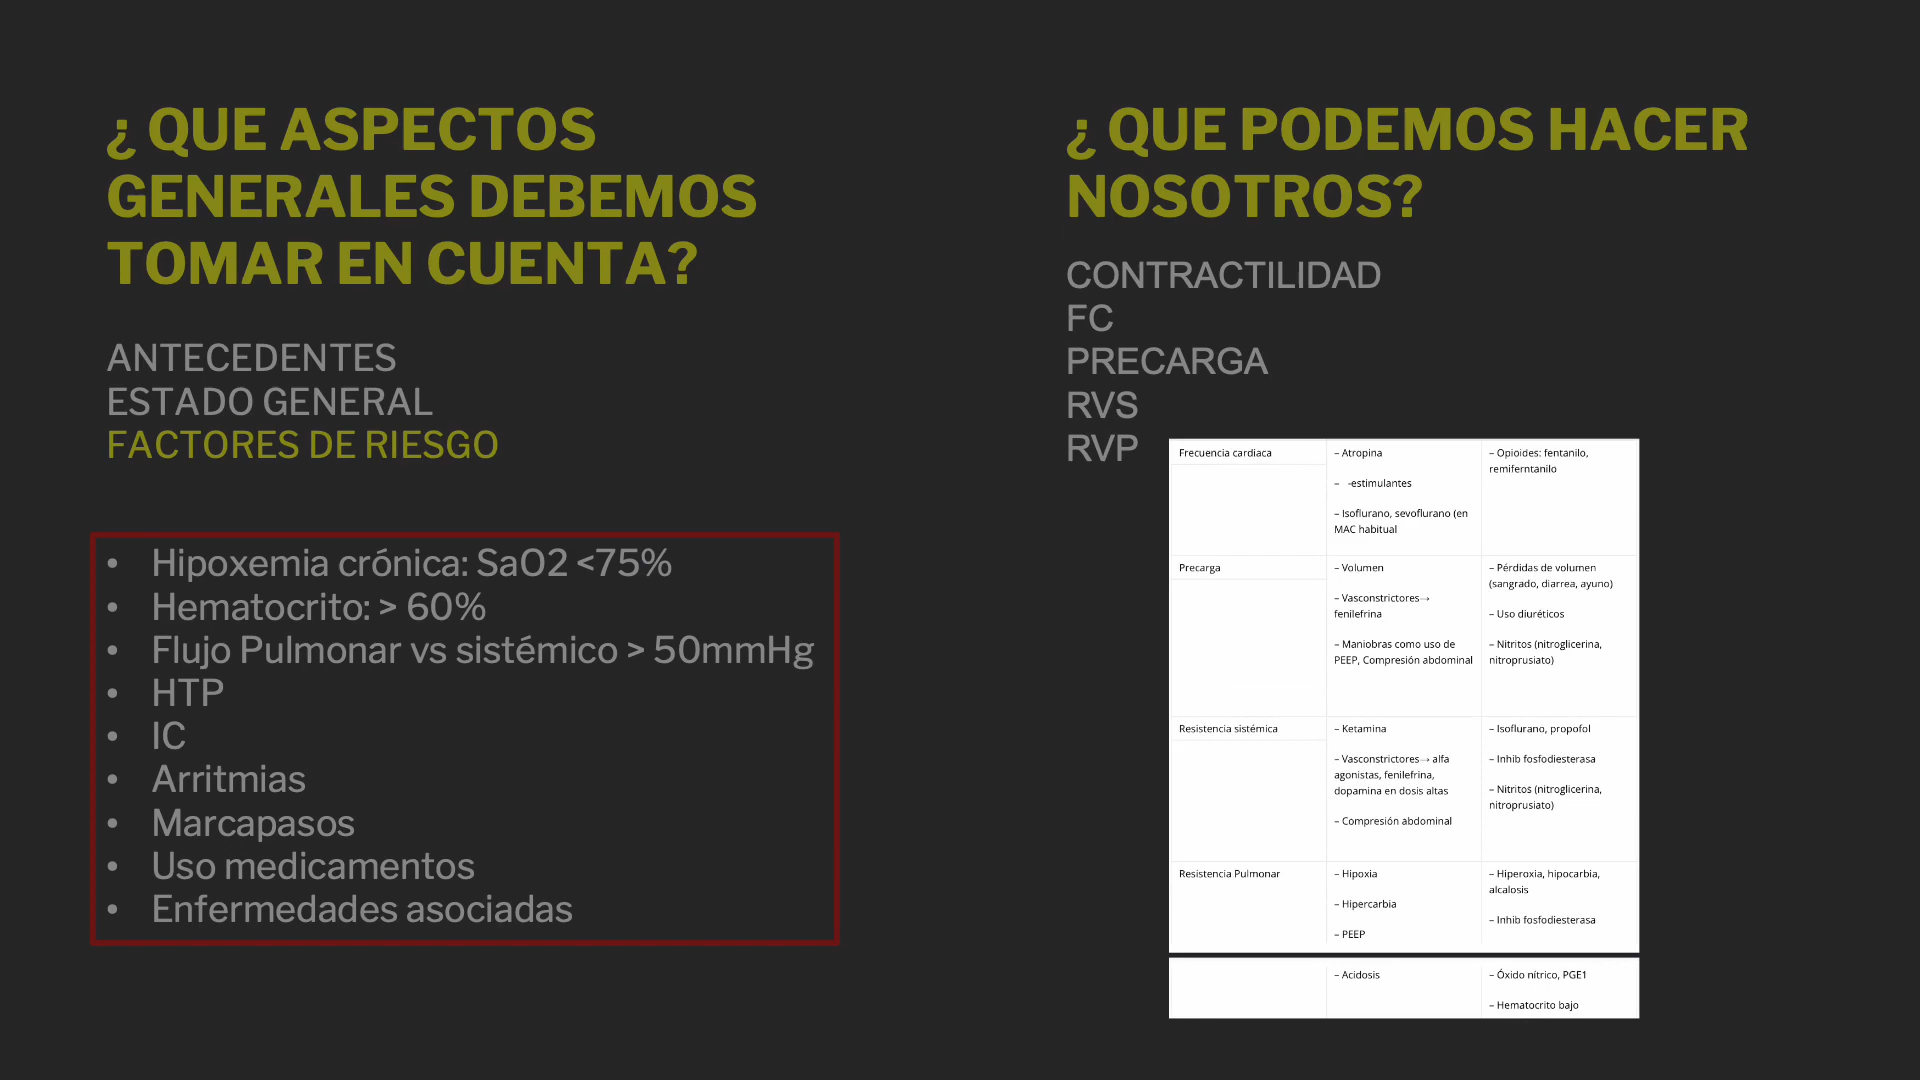 ¿ QUE ASPECTOS
GENERALES DEBEMOS
TOMAR EN CUENTA?
ANTECEDENTES
ESTADO GENERAL
FACTORES DE RIESGO
• Hipoxemia crónica: SaO2 <75%
• Hematocrito: > 60%
• Flujo Pulmonar vs sistémico > 50mmHg
• HTP
• IC
• Arritmias
• Marcapasos
• Uso medicamentos
• Enfermedades asociadas
¿ QUE PODEMOS HACER
NOSOTROS?
CONTRACTILIDAD
FC
PRECARGA
RVS
RVP
Frecuencia cardiaca
– Atropina
– -estimulantes
– Isoflurano, sevoflurano (en
MAC habitual
– Opioides: fentanilo,
remiferntanilo
Precarga
– Volumen
– Vasconstrictores→
fenilefrina
– Maniobras como uso de
PEEP, Compresión abdominal
– Pérdidas de volumen
(sangrado, diarrea, ayuno)
– Uso diuréticos
– Nitritos (nitroglicerina,
nitroprusiato)
Resistencia sistémica
– Ketamina
– Vasconstrictores→ alfa
agonistas, fenilefrina,
dopamina en dosis altas
– Compresión abdominal
– Isoflurano, propofol
– Inhib fosfodiesterasa
– Nitritos (nitroglicerina,
nitroprusiato)
Resistencia Pulmonar
– Hipoxia
– Hipercarbia
– PEEP
– Hiperoxia, hipocarbia,
alcalosis
– Inhib fosfodiesterasa
– Acidosis
– Óxido nítrico, PGE1
– Hematocrito bajo